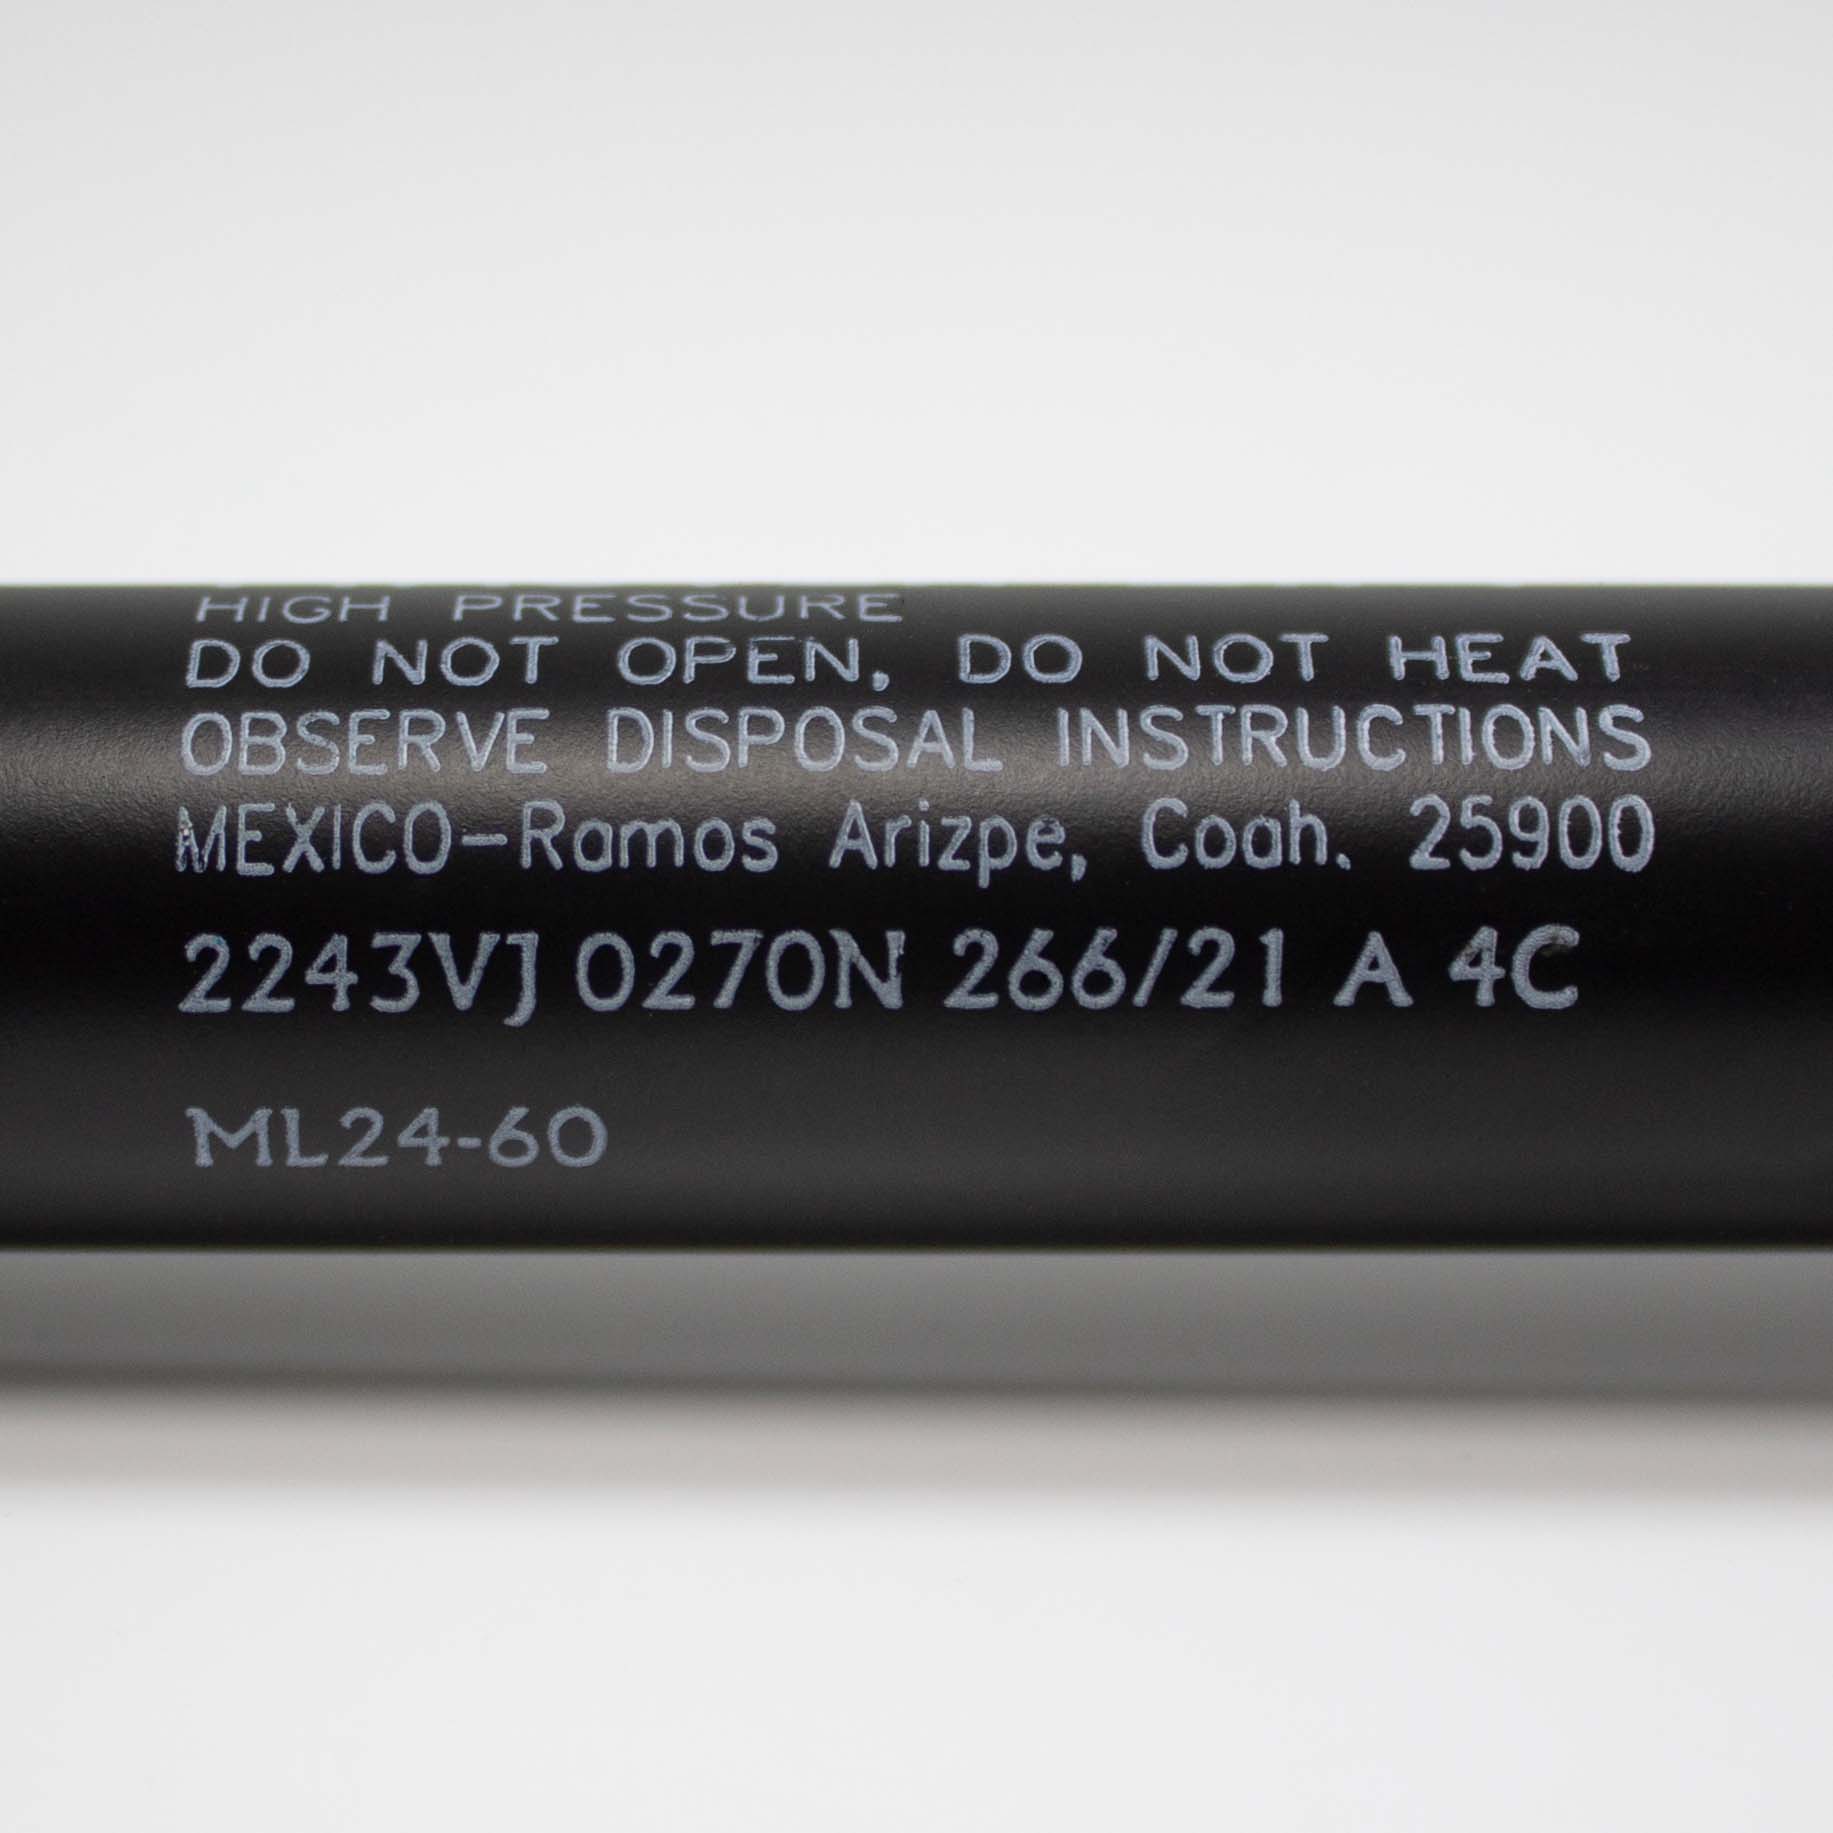 HIGH PRESSURE
DO NOT OPEN, DO NOT HEAT
OBSERVE DISPOSAL INSTRUCTIONS
MEXICO-Ramos Arizpe, Coah. 25900
2243VJ 0270N 266/21 A 4C
ML24-60